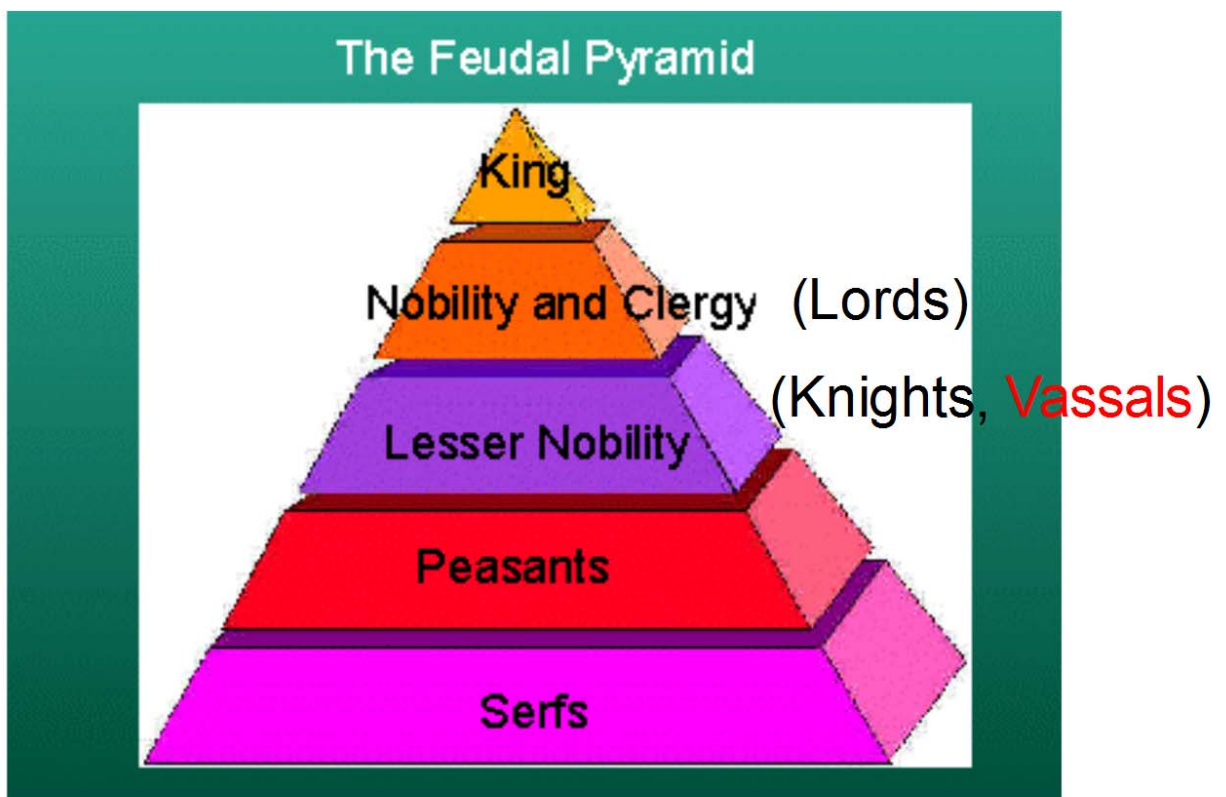 The Feudal Pyramid
King
Nobility and Clergy (Lords)
(Knights, Vassals)
Lesser Nobility
Peasants
Serfs